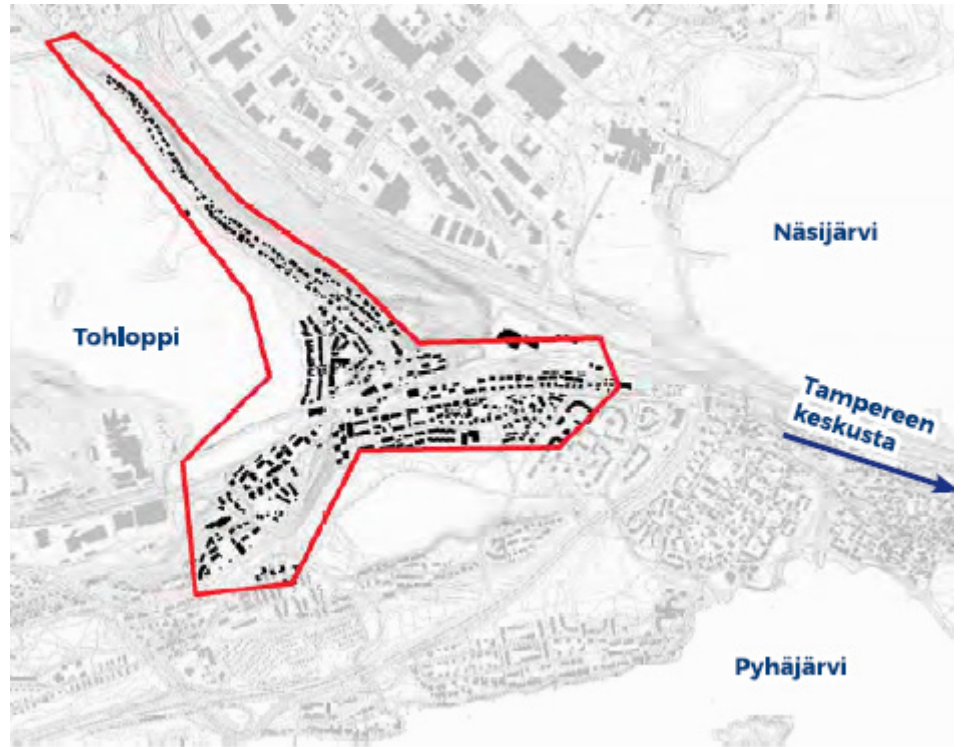 Näsijärvi
Tohloppi
Tampereen
keskusta
Pyhäjärvi